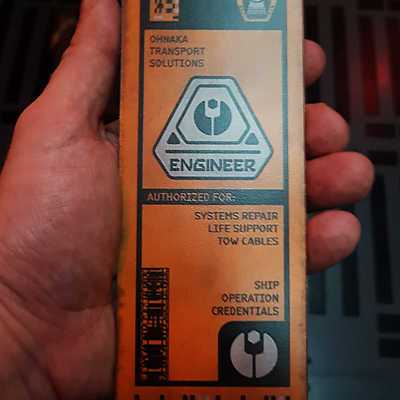 OHNAKA
TRANSPORT
SOLUTIONS
ENGINEER
AUTHORIZED FOR:
SYSTEMS REPAIR
LIFE SUPPORT
TOW CABLES
SHIP
OPERATION
CREDENTIALS